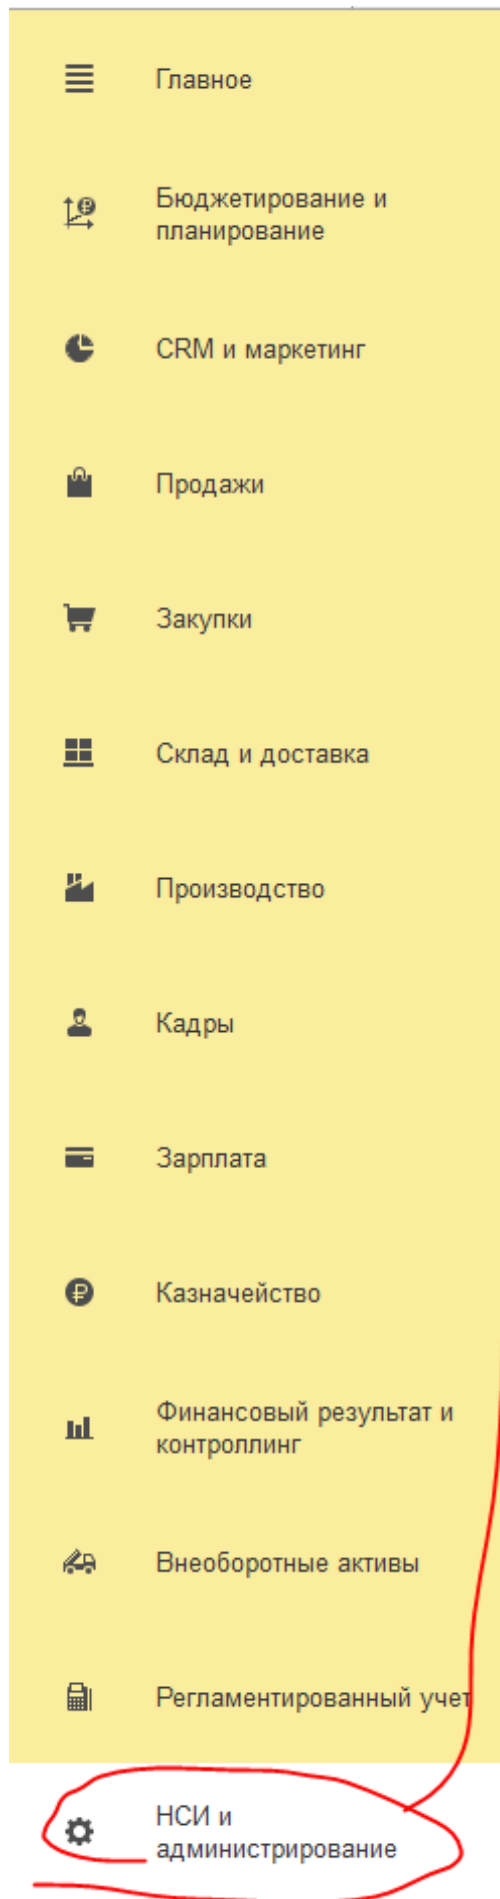 Главное
Бюджетирование и
планирование
CRM и маркетинг
Продажи
Закупки
Склад и доставка
Производство
Кадры
Зарплата
Казначейство
Финансовый результат и
контроллинг
Внеоборотные активы
Регламентированный учет
НСИ и
администрирование